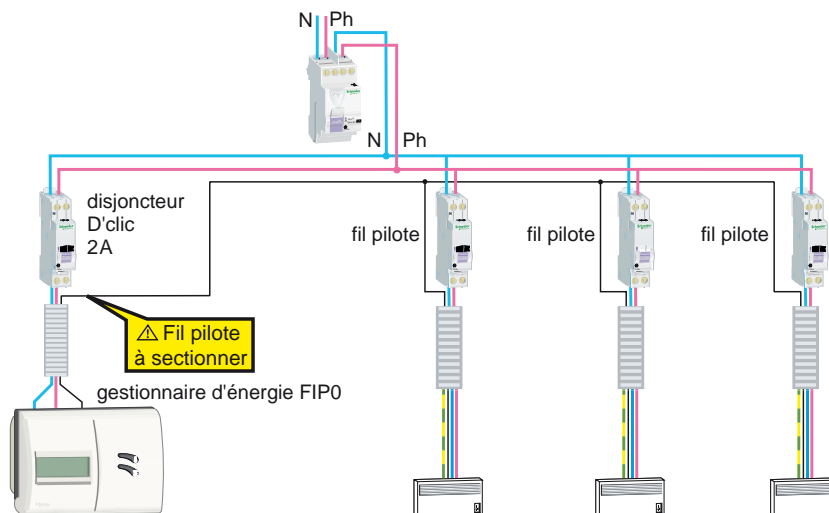 N Ph
N Ph
disjoncteur
D'clic
2A
fil pilote
fil pilote
fil pilote
⚠ Fil pilote
à sectionner
gestionnaire d'énergie FIP0